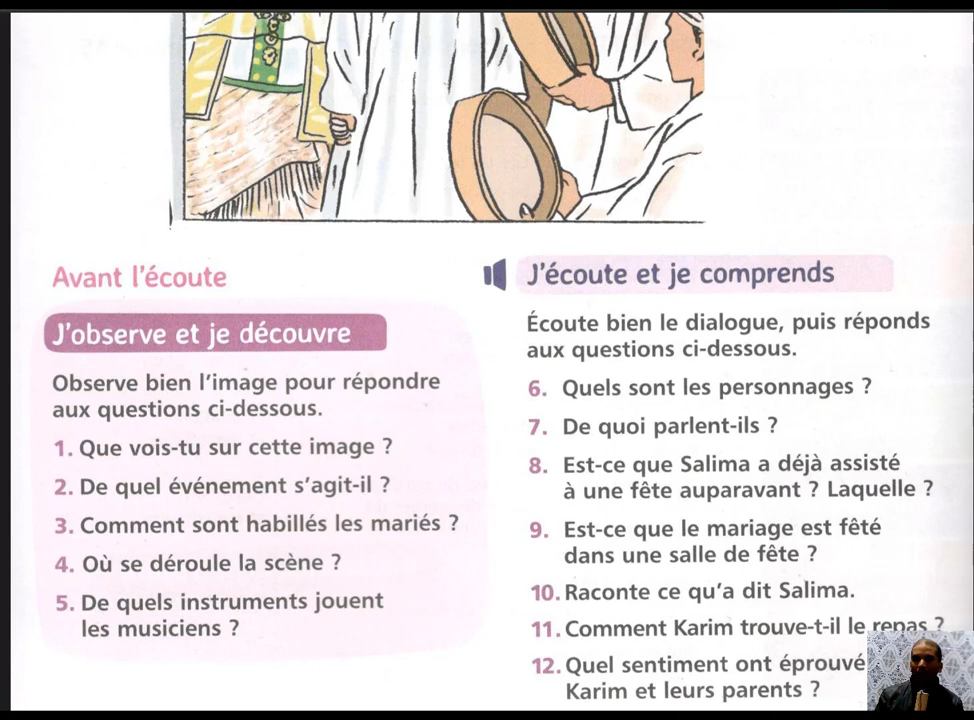 Avant l'écoute
J'observe et je découvre
Observe bien l'image pour répondre
aux questions ci-dessous.
1. Que vois-tu sur cette image ?
2. De quel événement s'agit-il ?
3. Comment sont habillés les mariés ?
4. Où se déroule la scène ?
5. De quels instruments jouent
les musiciens ?
J'écoute et je comprends
Écoute bien le dialogue, puis réponds
aux questions ci-dessous.
6. Quels sont les personnages ?
7. De quoi parlent-ils ?
8. Est-ce que Salima a déjà assisté
à une fête auparavant ? Laquelle ?
9. Est-ce que le mariage est fêté
dans une salle de fête ?
10. Raconte ce qu'a dit Salima.
11. Comment Karim trouve-t-il le repas ?
12. Quel sentiment ont éprouvé
Karim et leurs parents ?